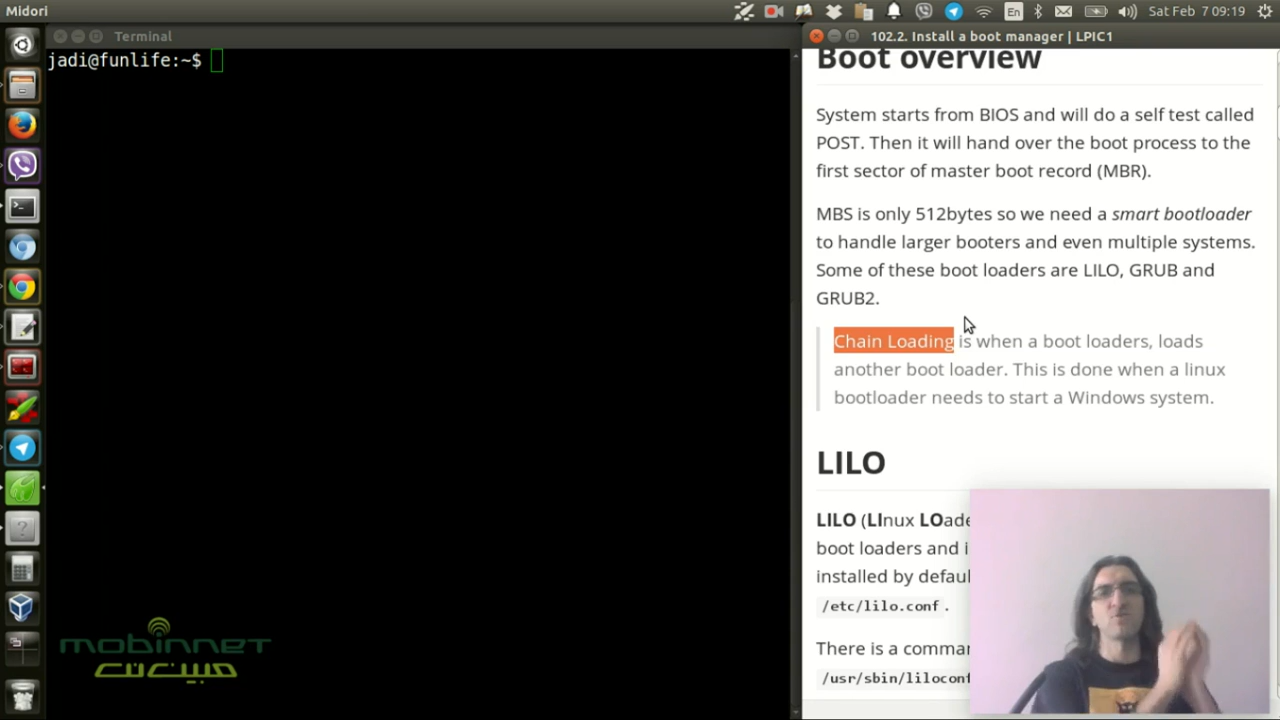 Midori
En
Sat Feb 7 09:19
Terminal
jadi@funlife:~$
102.2. Install a boot manager | LPIC1
Boot overview
System starts from BIOS and will do a self test called
POST. Then it will hand over the boot process to the
first sector of master boot record (MBR).
MBS is only 512bytes so we need a smart bootloader
to handle larger booters and even multiple systems.
Some of these boot loaders are LILO, GRUB and
GRUB2.
Chain Loading is when a boot loaders, loads
another boot loader. This is done when a linux
bootloader needs to start a Windows system.
LILO
LILO (LInux LOade
boot loaders and i
installed by defaul
/etc/lilo.conf .
There is a comman
/usr/sbin/liloconf
mobinnet
مبین‌نت